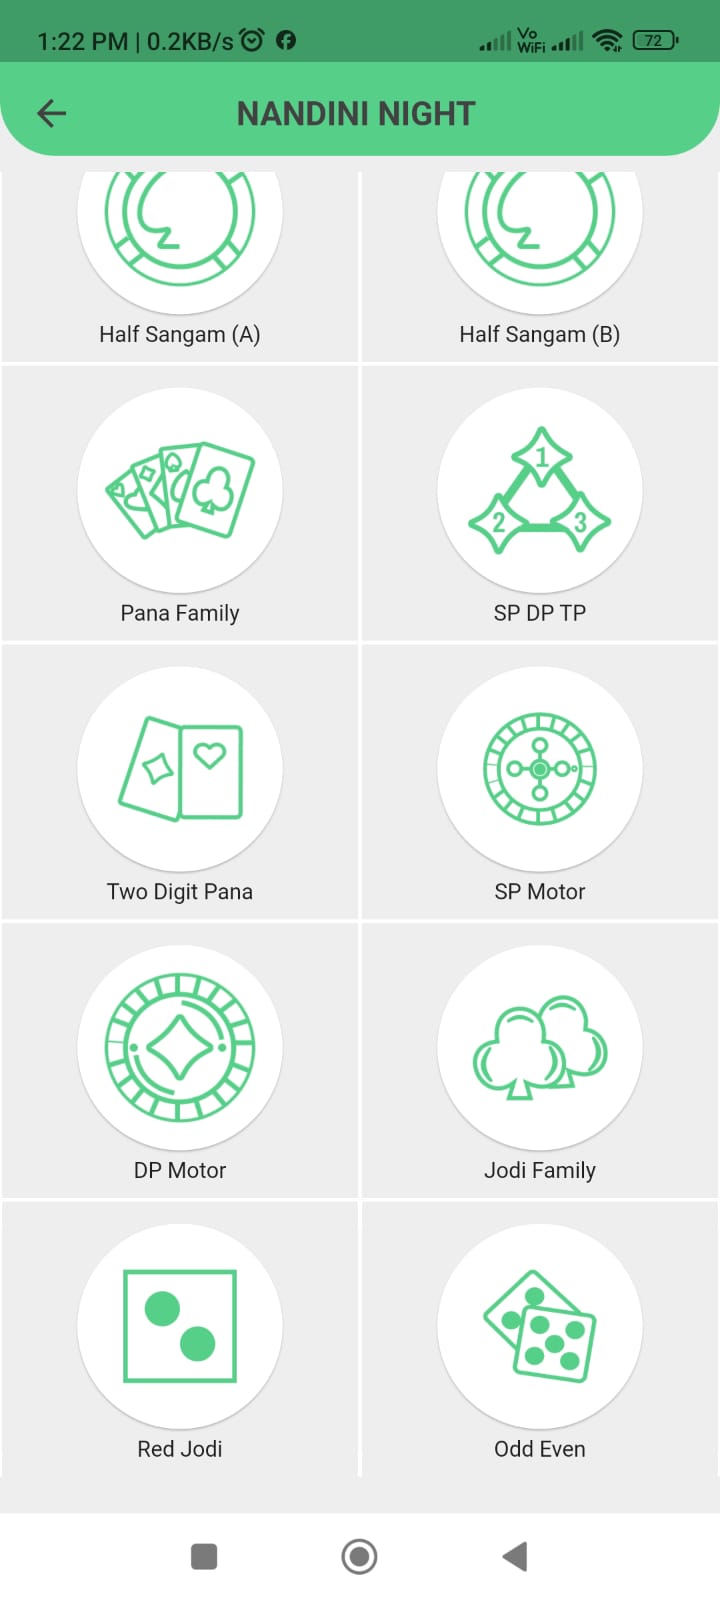 1:22 PM | 0.2KB/s
Vo
WiFi
72
NANDINI NIGHT
Half Sangam (A)
Half Sangam (B)
Pana Family
1
2
3
SP DP TP
Two Digit Pana
SP Motor
DP Motor
Jodi Family
Red Jodi
Odd Even